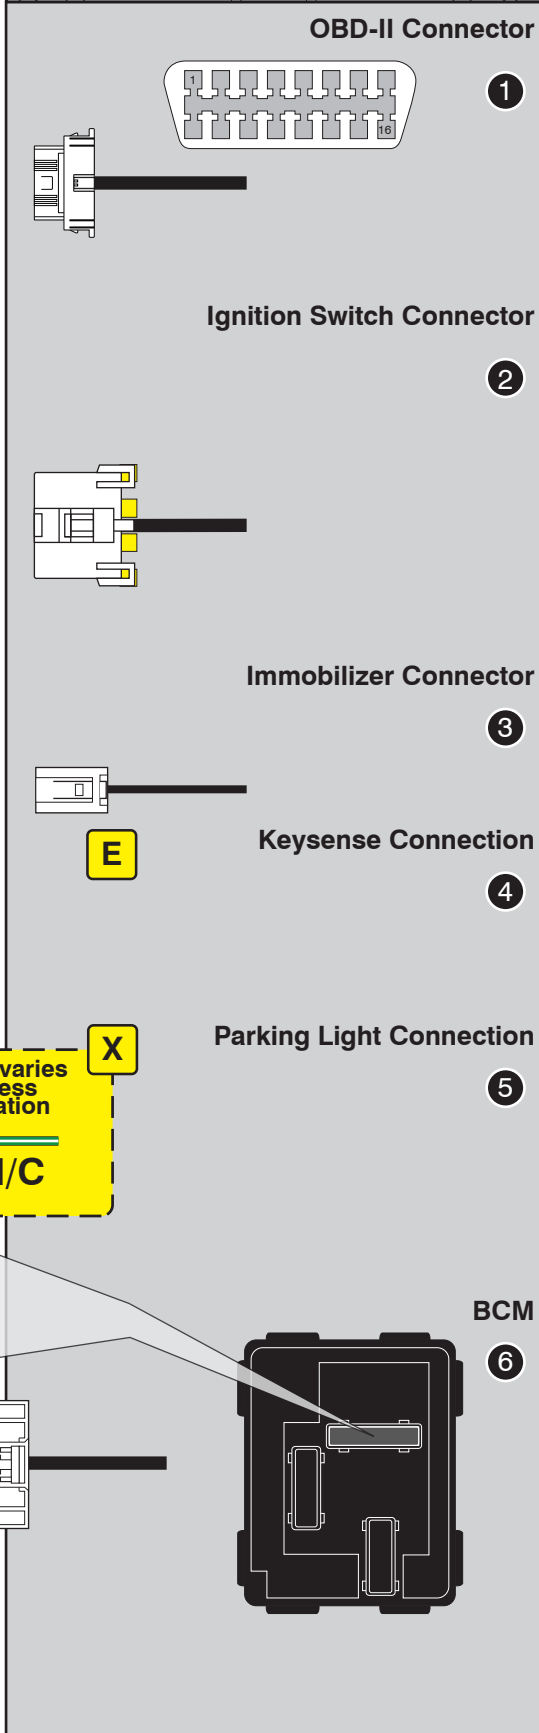 OBD-II Connector
1
1
16
Ignition Switch Connector
2
Immobilizer Connector
3
E
Keysense Connection
4
X
Parking Light Connection
varies
5
/C
BCM
6